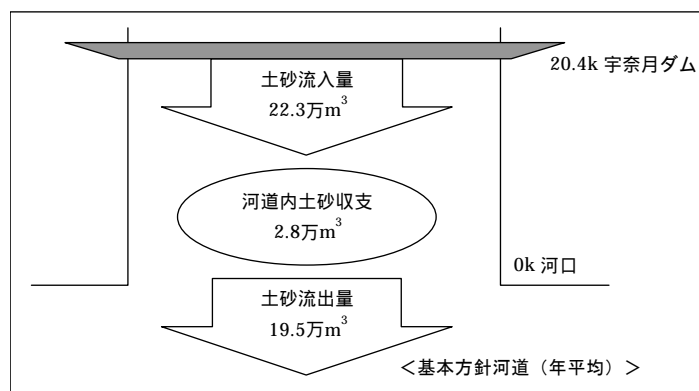 20.4k 宇奈月ダム
土砂流入量
22.3万m³
河道内土砂収支
2.8万m³
0k 河口
土砂流出量
19.5万m³
＜基本方針河道（年平均）＞